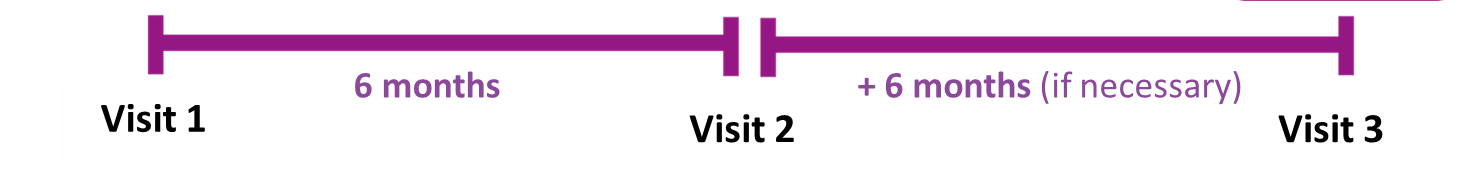 6 months
+ 6 months (if necessary)
Visit 1
Visit 2
Visit 3